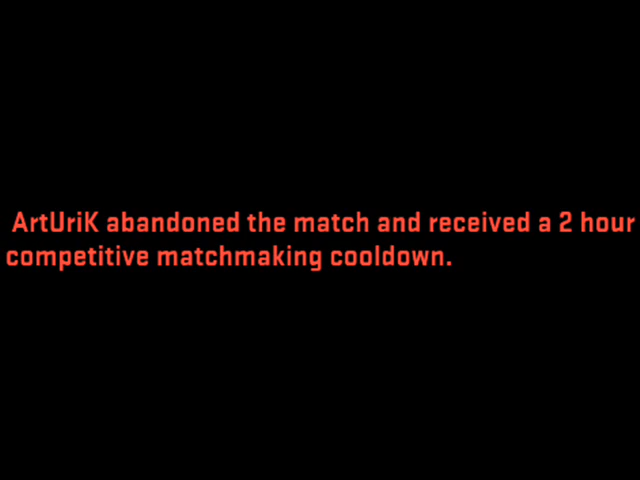 ArtUriK abandoned the match and received a 2 hour
competitive matchmaking cooldown.